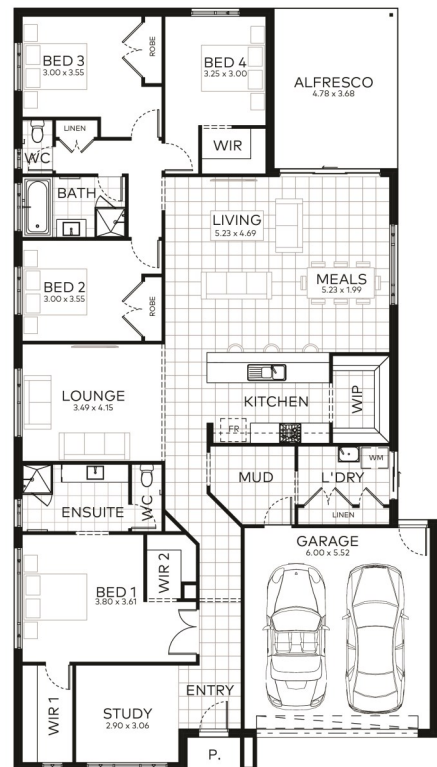 BED 3
3.00 x 3.55
ROBE
BED 4
3.25 x 3.00
ALFRESCO
4.78 x 3.68
LINEN
WC
WIR
BATH
LIVING
5.23 x 4.69
BED 2
3.00 x 3.55
ROBE
MEALS
5.23 x 1.99
LOUNGE
3.49 x 4.15
KITCHEN
WIP
FR
MUD
L'DRY
WM
LINEN
ENSUITE
WC
GARAGE
6.00 x 5.52
BED 1
3.80 x 3.61
WIR 2
WIR 1
STUDY
2.90 x 3.06
ENTRY
P.